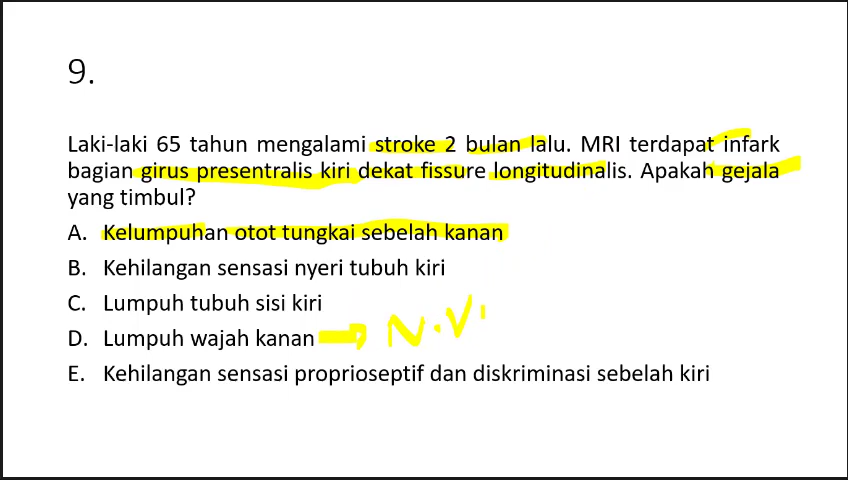 9.
Laki-laki 65 tahun mengalami stroke 2 bulan lalu. MRI terdapat infark
bagian girus presentralis kiri dekat fissure longitudinalis. Apakah gejala
yang timbul?
A. Kelumpuhan otot tungkai sebelah kanan
B. Kehilangan sensasi nyeri tubuh kiri
C. Lumpuh tubuh sisi kiri
D. Lumpuh wajah kanan → N.V
E. Kehilangan sensasi proprioseptif dan diskriminasi sebelah kiri